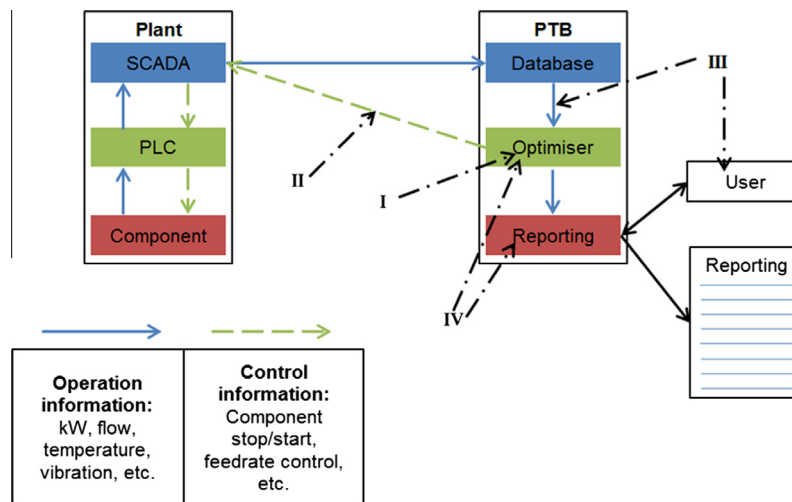 Plant
SCADA
PLC
Component
PTB
Database
Optimiser
Reporting
III
II
I
IV
User
Reporting
Operation
information:
kW, flow,
temperature,
vibration, etc.
Control
information:
Component
stop/start,
feedrate control,
etc.